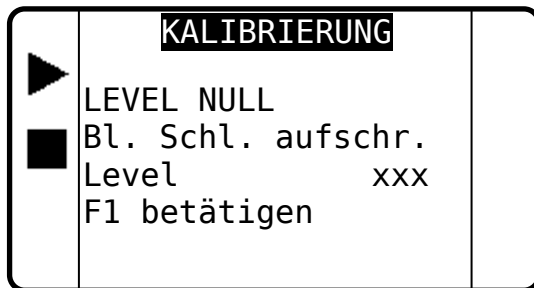 KALIBRIERUNG
LEVEL NULL
Bl. Schl. aufschr.
Level xxx
F1 betätigen